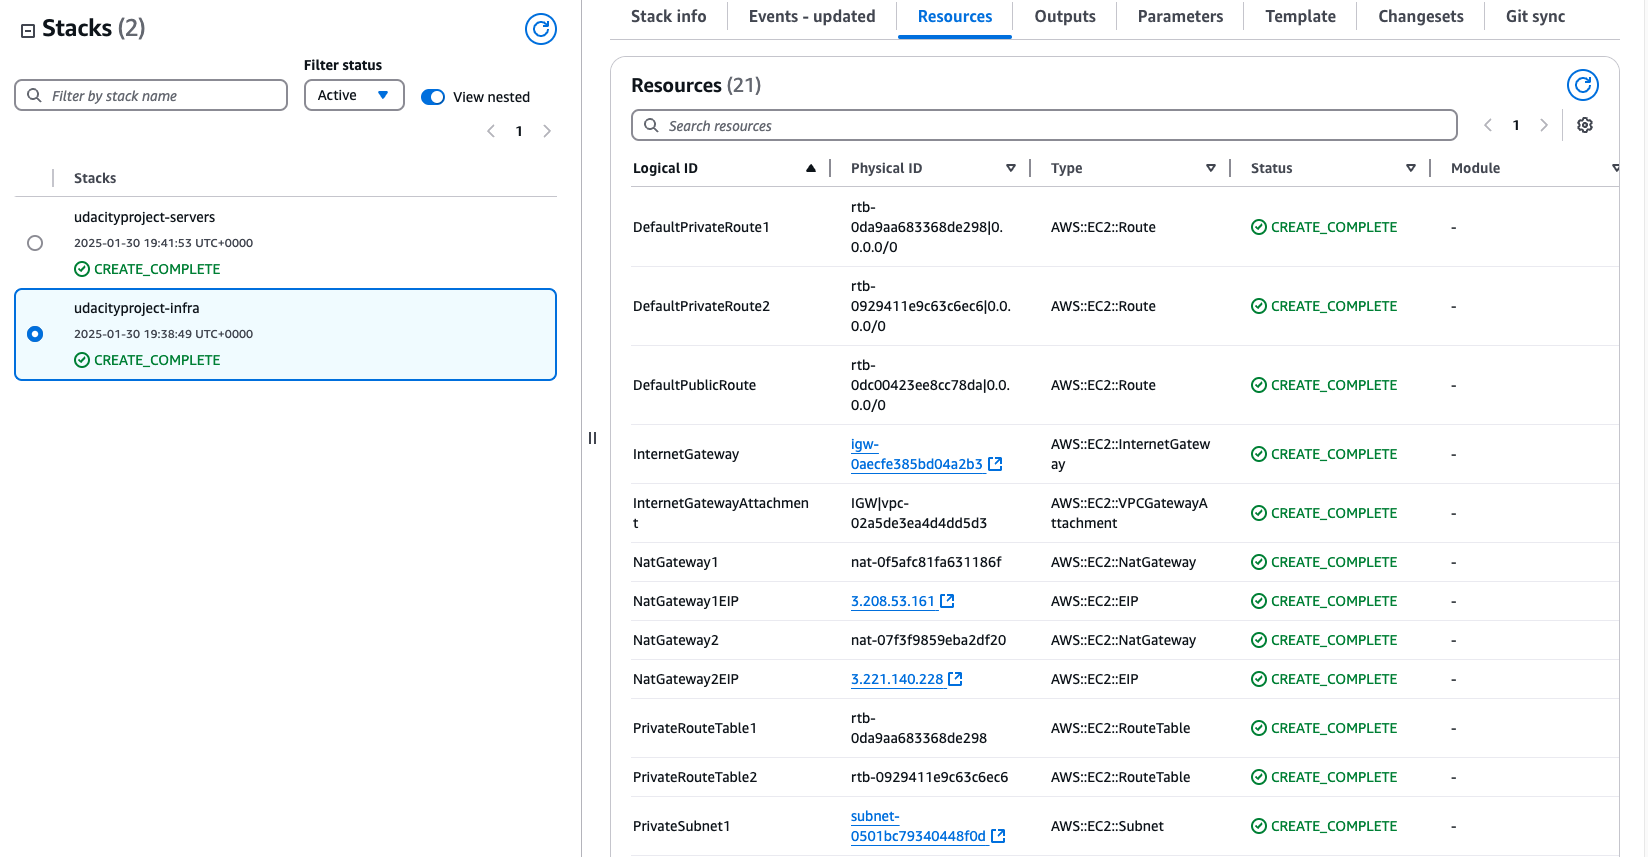 Stacks (2)
Filter status
Filter by stack name
Active
View nested
1
Stacks
udacityproject-servers
2025-01-30 19:41:53 UTC+0000
CREATE_COMPLETE
udacityproject-infra
2025-01-30 19:38:49 UTC+0000
CREATE_COMPLETE
Stack info
Events - updated
Resources
Outputs
Parameters
Template
Changesets
Git sync
Resources (21)
Search resources
1
Logical ID
Physical ID
Type
Status
Module
DefaultPrivateRoute1
rtb-
0da9aa683368de298|0.
0.0.0/0
AWS::EC2::Route
CREATE_COMPLETE
-
DefaultPrivateRoute2
rtb-
0929411e9c63c6ec6|0.0.
0.0/0
AWS::EC2::Route
CREATE_COMPLETE
-
DefaultPublicRoute
rtb-
0dc00423ee8cc78da|0.0.
0.0/0
AWS::EC2::Route
CREATE_COMPLETE
-
InternetGateway
igw-
0aecfe385bd04a2b3
AWS::EC2::InternetGatew
ay
CREATE_COMPLETE
-
InternetGatewayAttachmen
t
IGW|vpc-
02a5de3ea4d4dd5d3
AWS::EC2::VPCGatewayA
ttachment
CREATE_COMPLETE
-
NatGateway1
nat-0f5afc81fa631186f
AWS::EC2::NatGateway
CREATE_COMPLETE
-
NatGateway1EIP
3.208.53.161
AWS::EC2::EIP
CREATE_COMPLETE
-
NatGateway2
nat-07f3f9859eba2df20
AWS::EC2::NatGateway
CREATE_COMPLETE
-
NatGateway2EIP
3.221.140.228
AWS::EC2::EIP
CREATE_COMPLETE
-
PrivateRouteTable1
rtb-
0da9aa683368de298
AWS::EC2::RouteTable
CREATE_COMPLETE
-
PrivateRouteTable2
rtb-0929411e9c63c6ec6
AWS::EC2::RouteTable
CREATE_COMPLETE
-
PrivateSubnet1
subnet-
0501bc79340448f0d
AWS::EC2::Subnet
CREATE_COMPLETE
-